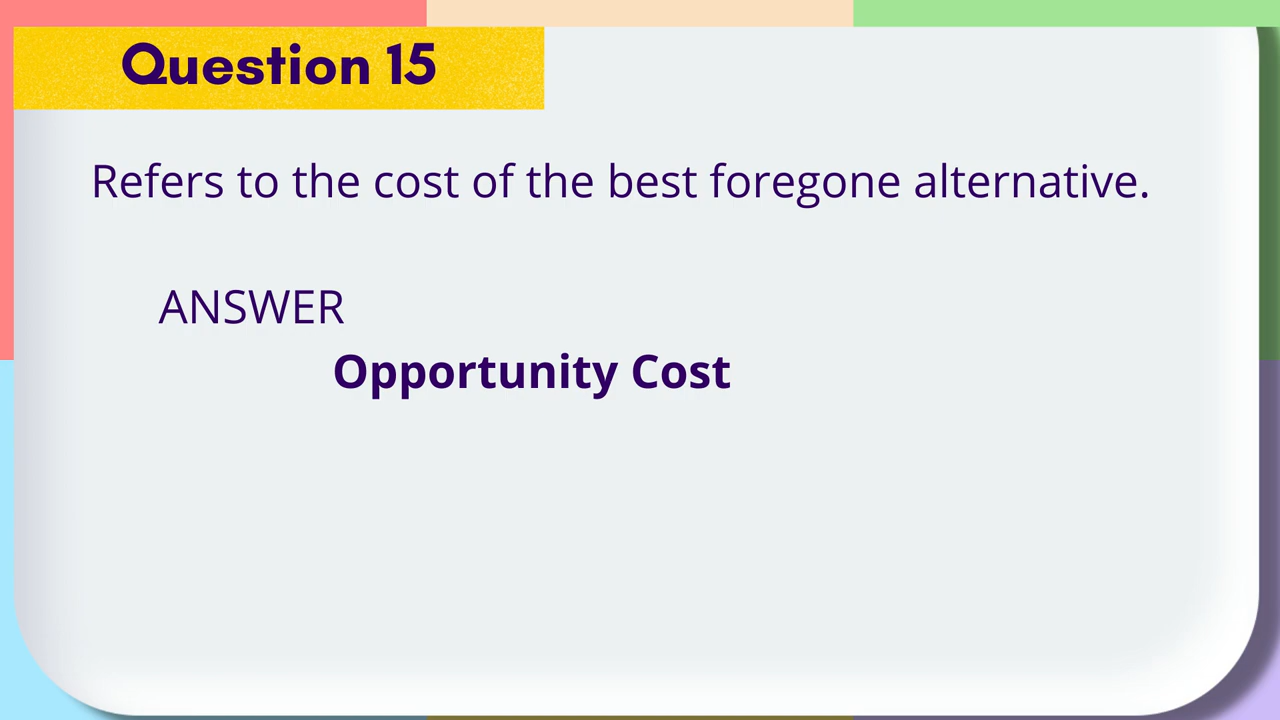 Question 15
Refers to the cost of the best foregone alternative.
ANSWER
Opportunity Cost